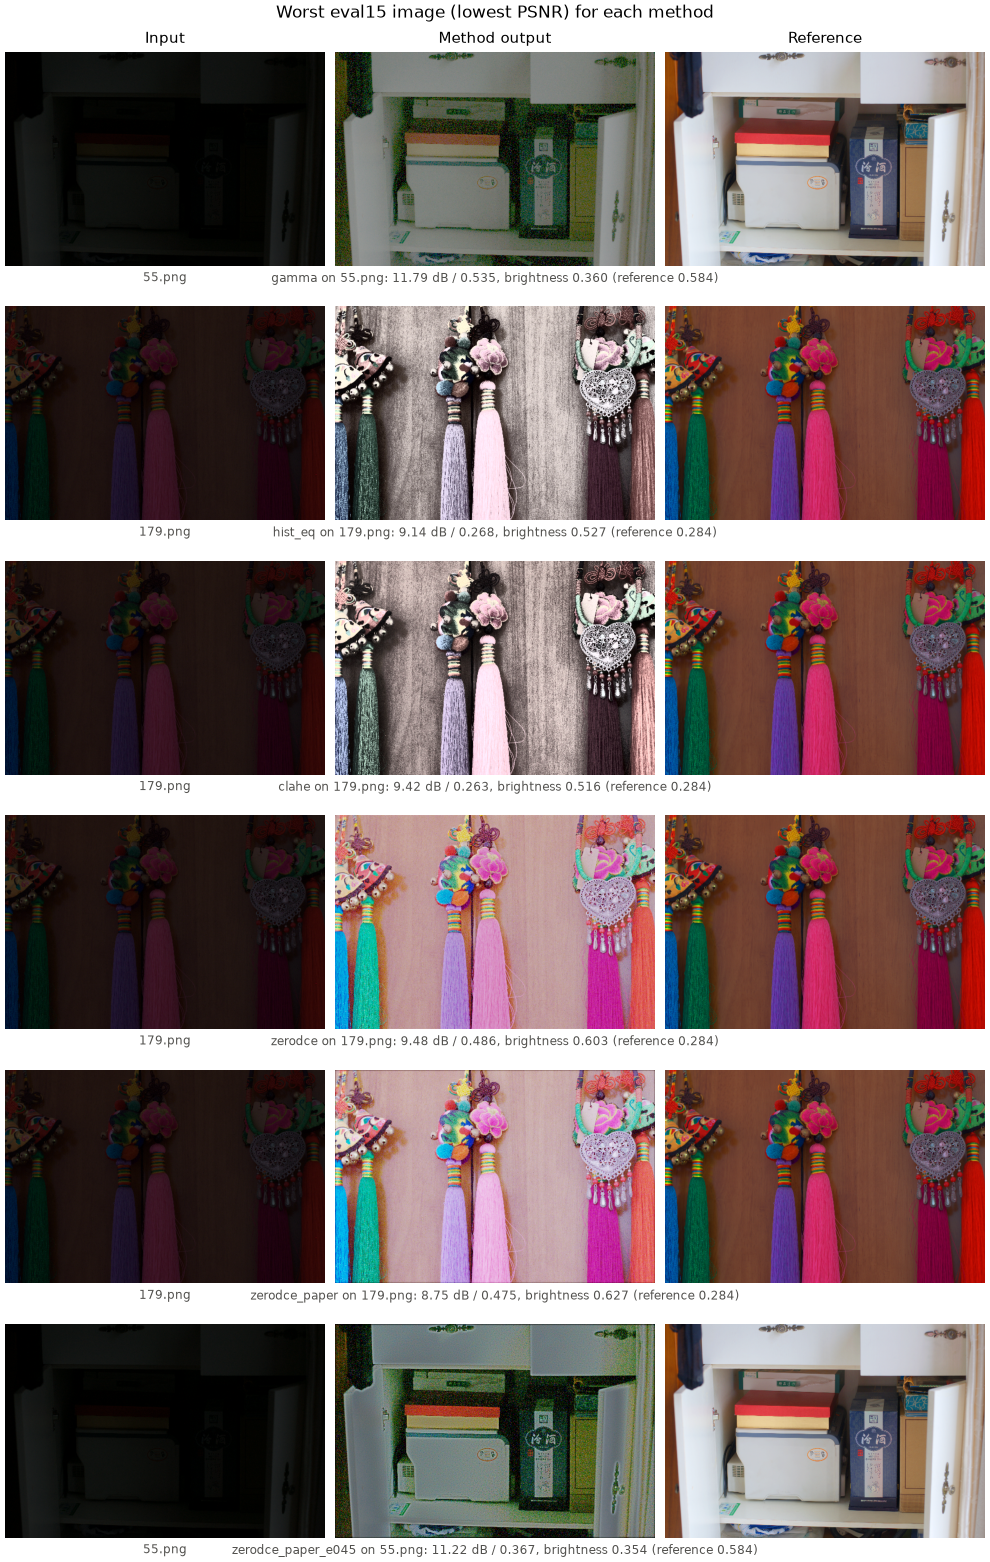 Worst eval15 image (lowest PSNR) for each method
Input Method output Reference
汾酒
55.png gamma on 55.png: 11.79 dB / 0.535, brightness 0.360 (reference 0.584)
179.png hist_eq on 179.png: 9.14 dB / 0.268, brightness 0.527 (reference 0.284)
179.png clahe on 179.png: 9.42 dB / 0.263, brightness 0.516 (reference 0.284)
179.png zerodce on 179.png: 9.48 dB / 0.486, brightness 0.603 (reference 0.284)
179.png zerodce_paper on 179.png: 8.75 dB / 0.475, brightness 0.627 (reference 0.284)
汾酒
55.png zerodce_paper_e045 on 55.png: 11.22 dB / 0.367, brightness 0.354 (reference 0.584)